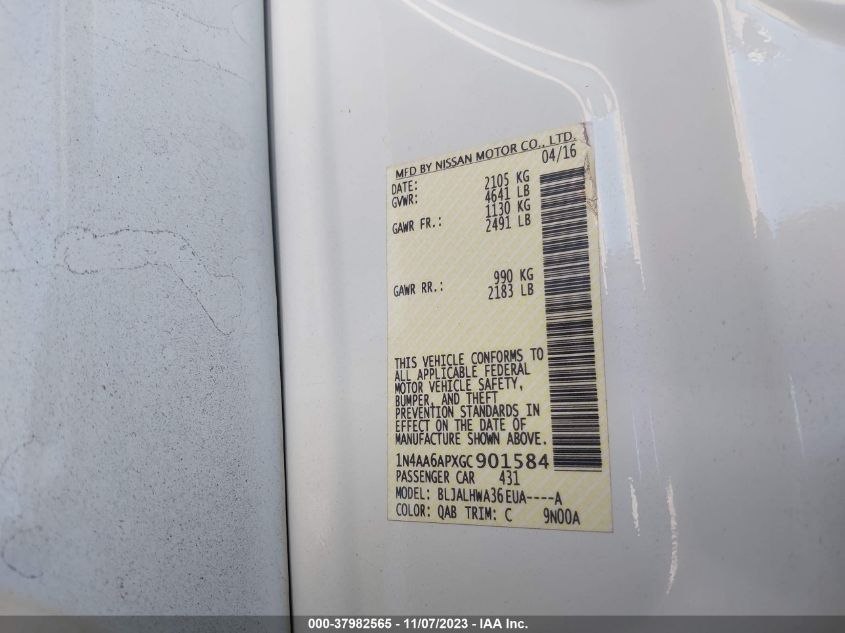 MFD BY NISSAN MOTOR CO., LTD.
DATE: 04/16
GVWR: 2105 KG
4641 LB
GAWR FR.: 1130 KG
2491 LB
GAWR RR.: 990 KG
2183 LB
THIS VEHICLE CONFORMS TO
ALL APPLICABLE FEDERAL
MOTOR VEHICLE SAFETY,
BUMPER, AND THEFT
PREVENTION STANDARDS IN
EFFECT ON THE DATE OF
MANUFACTURE SHOWN ABOVE.
1N4AA6APXGC901584
PASSENGER CAR 431
MODEL: BLJALHWA36EUA----A
COLOR: QAB TRIM: C 9N00A
000-37982565 - 11/07/2023 - IAA Inc.